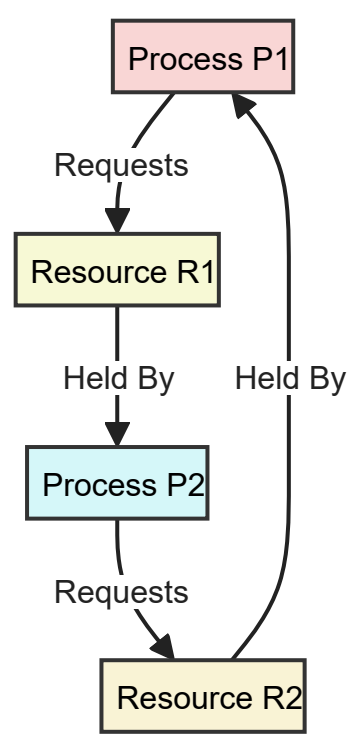 Process P1
Requests
Resource R1
Held By
Held By
Process P2
Requests
Resource R2